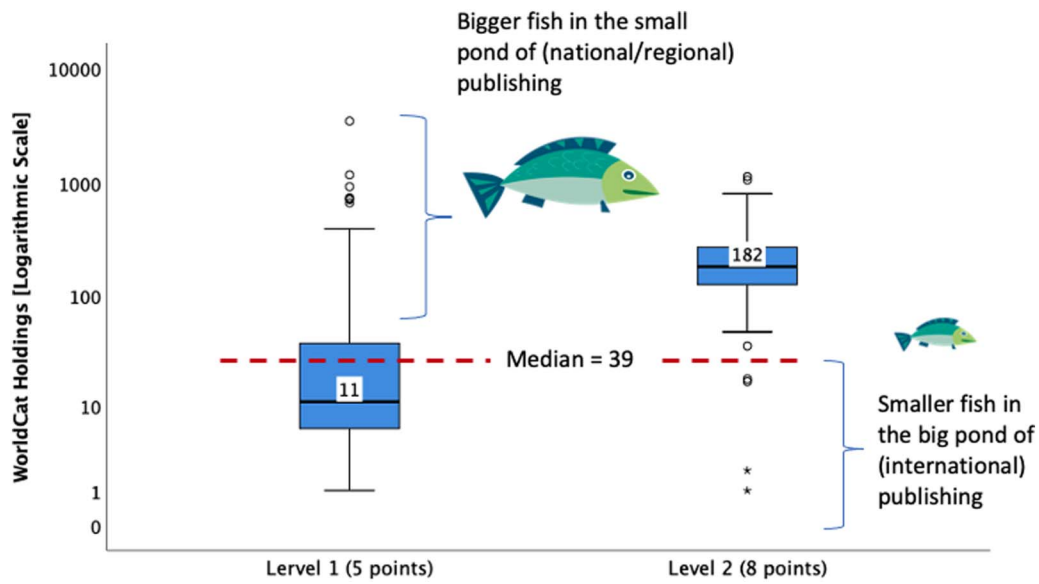 Bigger fish in the small
pond of (national/regional)
publishing
WorldCat Holdings [Logarithmic Scale]
10000
1000
100
10
1
0
11
Median = 39
182
Smaller fish in
the big pond of
(international)
publishing
Lervel 1 (5 points)
Level 2 (8 points)